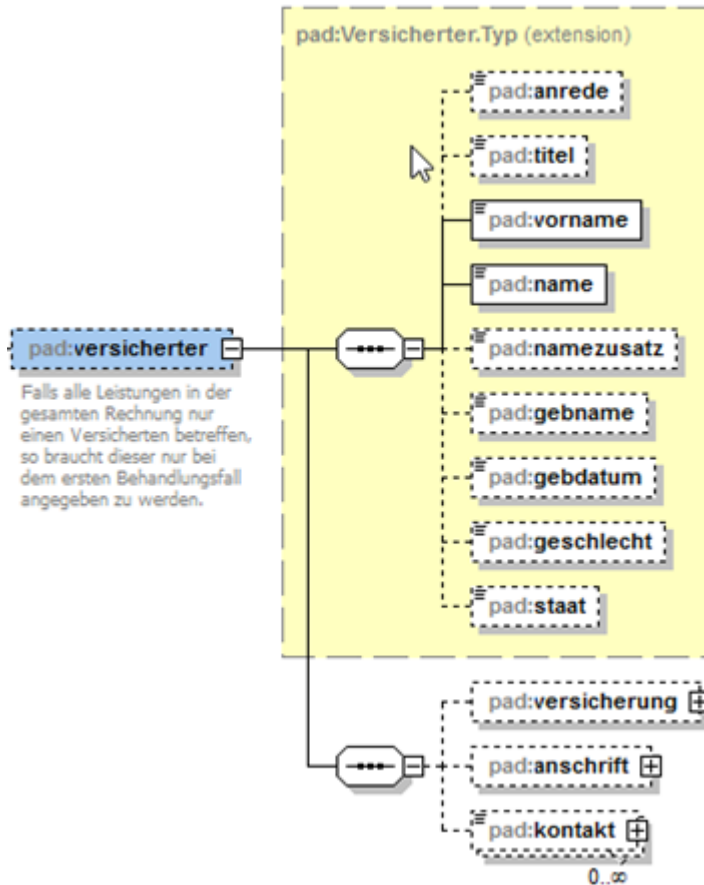 pad:Versicherter.Typ (extension)
pad:anrede
pad:titel
pad:vorname
pad:name
pad:versicherter
pad:namezusatz
Falls alle Leistungen in der
gesamten Rechnung nur
einen Versicherten betreffen,
so braucht dieser nur bei
dem ersten Behandlungsfall
angegeben zu werden.
pad:gebname
pad:gebdatum
pad:geschlecht
pad:staat
pad:versicherung
pad:anschrift
pad:kontakt
0..∞